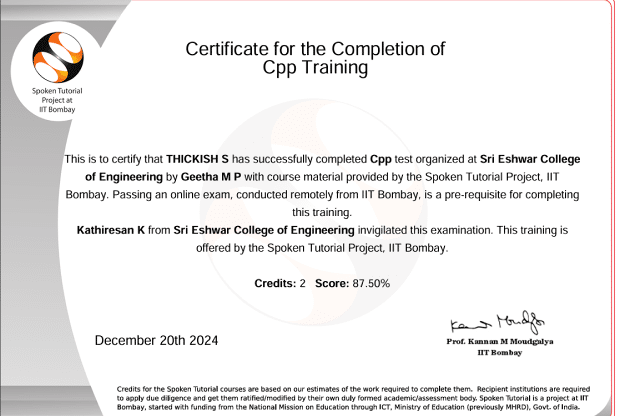 Spoken Tutorial
Project at
IIT Bombay
Certificate for the Completion of
Cpp Training
This is to certify that THICKISH S has successfully completed Cpp test organized at Sri Eshwar College
of Engineering by Geetha M P with course material provided by the Spoken Tutorial Project, IIT
Bombay. Passing an online exam, conducted remotely from IIT Bombay, is a pre-requisite for completing
this training.
Kathiresan K from Sri Eshwar College of Engineering invigilated this examination. This training is
offered by the Spoken Tutorial Project, IIT Bombay.
Credits: 2 Score: 87.50%
December 20th 2024
Kannan Moudgalya
Prof. Kannan M Moudgalya
IIT Bombay
Credits for the Spoken Tutorial courses are based on our estimates of the work required to complete them. Recipient institutions are required
to apply due diligence and get them ratified/modified by their own duly formed academic/assessment body. Spoken Tutorial is a project at IIT
Bombay, started with funding from the National Mission on Education through ICT, Ministry of Education (previously MHRD), Govt. of India.